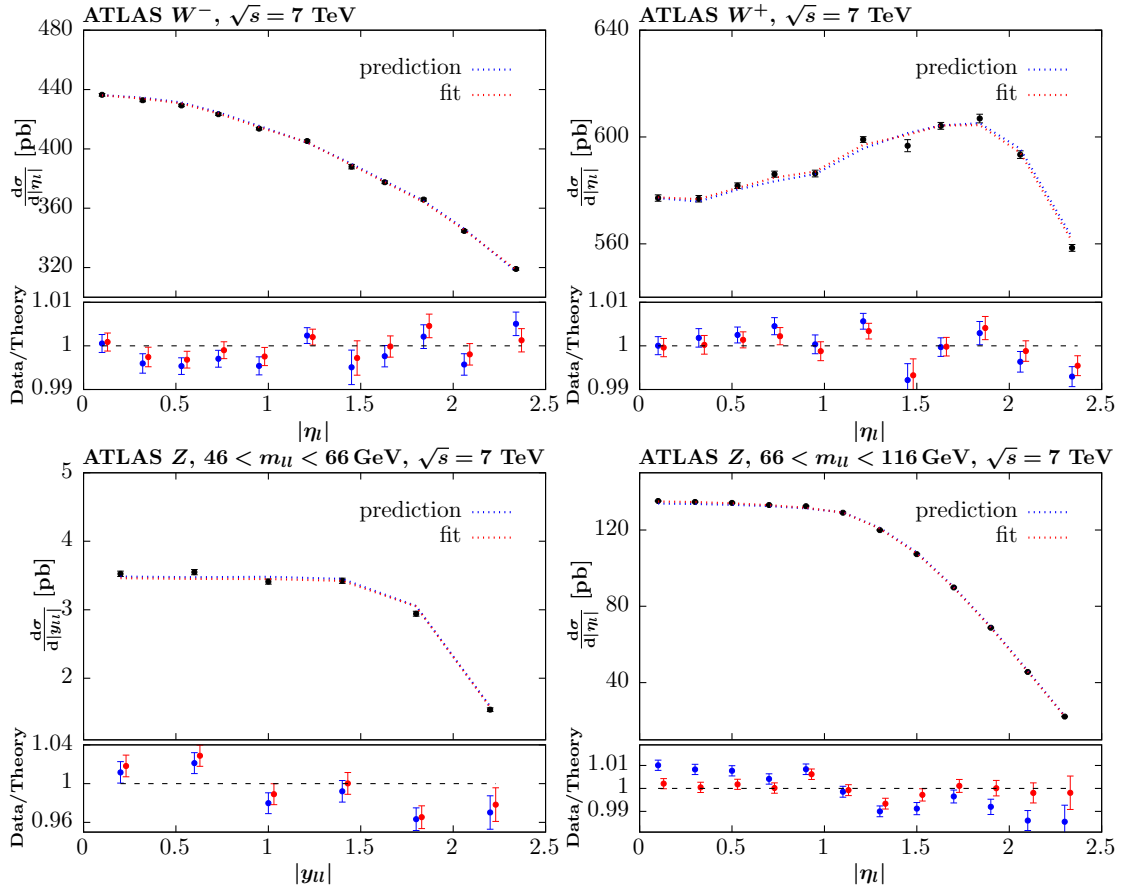 ATLAS W⁻, √s = 7 TeV
480
440
400
360
320
dσ/d|ηl| [pb]
prediction
fit
1.01
1
0.99
Data/Theory
0 0.5 1 1.5 2 2.5
|ηl|
ATLAS W⁺, √s = 7 TeV
640
600
560
dσ/d|ηl| [pb]
prediction
fit
1.01
1
0.99
Data/Theory
0 0.5 1 1.5 2 2.5
|ηl|
ATLAS Z, 46 < mll < 66 GeV, √s = 7 TeV
5
4
3
2
dσ/d|yll| [pb]
prediction
fit
1.04
1
0.96
Data/Theory
0 0.5 1 1.5 2 2.5
|yll|
ATLAS Z, 66 < mll < 116 GeV, √s = 7 TeV
120
80
40
dσ/d|ηl| [pb]
prediction
fit
1.01
1
0.99
Data/Theory
0 0.5 1 1.5 2 2.5
|ηl|